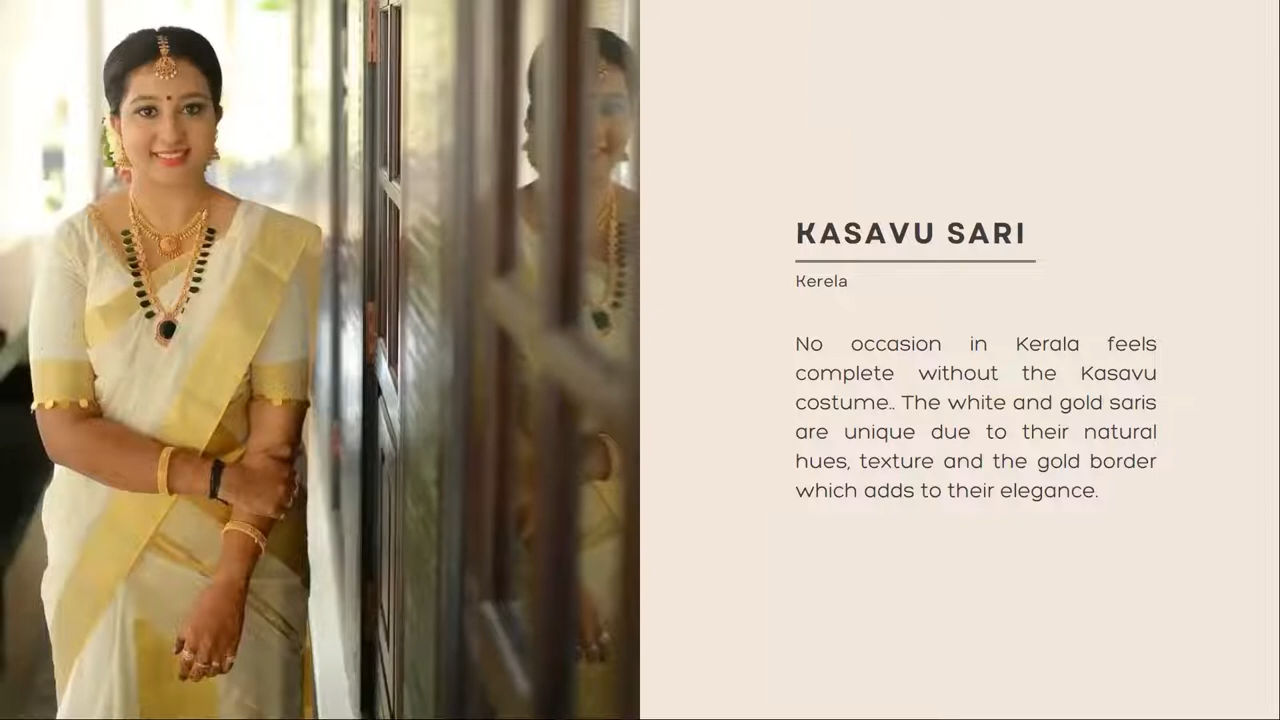 KASAVU SARI
Kerela
No occasion in Kerala feels
complete without the Kasavu
costume.. The white and gold saris
are unique due to their natural
hues, texture and the gold border
which adds to their elegance.